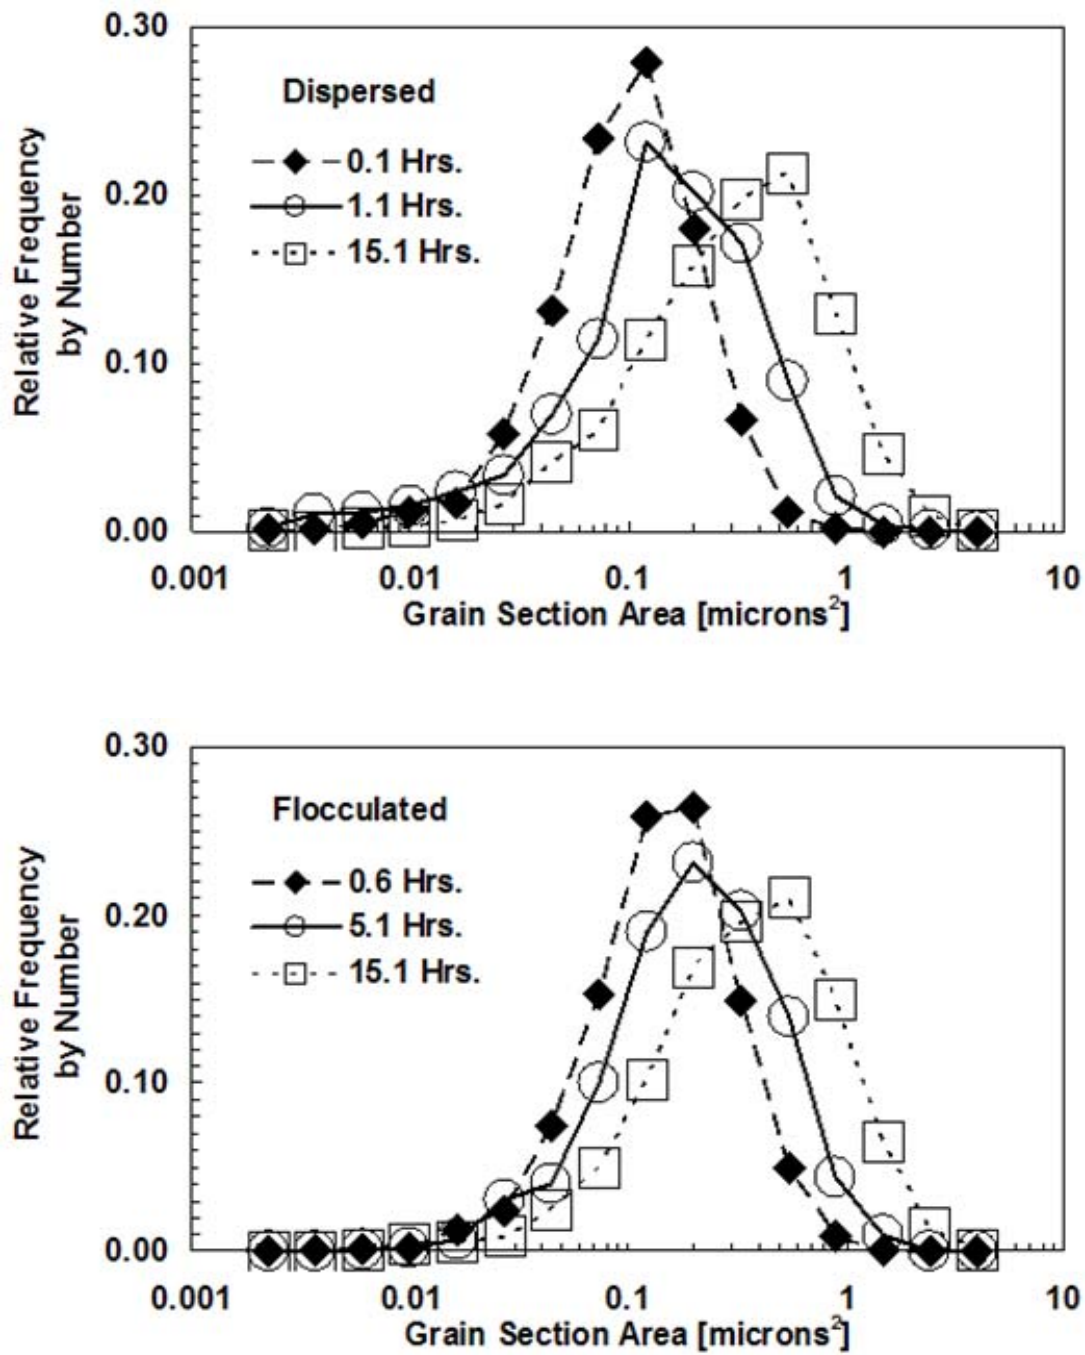 0.30
Dispersed
0.1 Hrs.
1.1 Hrs.
15.1 Hrs.
0.20
0.10
0.00
Relative Frequency
by Number
0.001 0.01 0.1 1 10
Grain Section Area [microns²]
0.30
Flocculated
0.6 Hrs.
5.1 Hrs.
15.1 Hrs.
0.20
0.10
0.00
Relative Frequency
by Number
0.001 0.01 0.1 1 10
Grain Section Area [microns²]